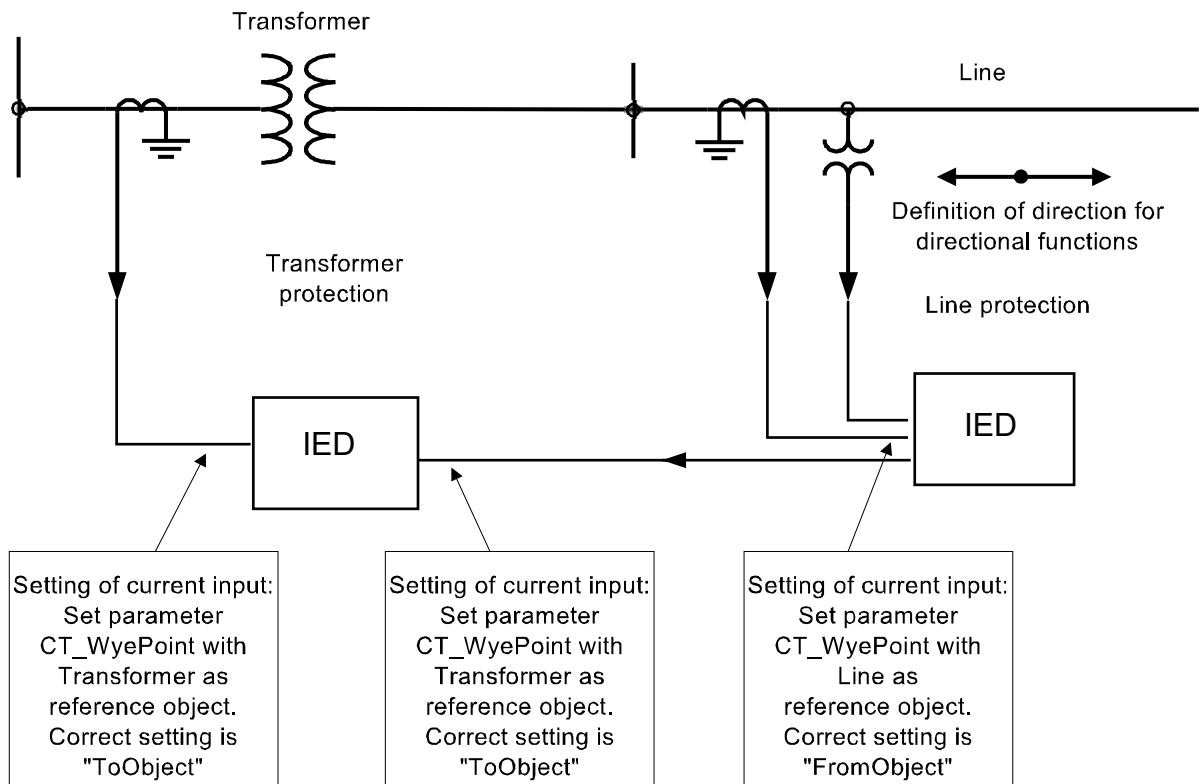 Transformer
Line
Definition of direction for
directional functions
Transformer
protection
Line protection
IED
IED
Setting of current input:
Set parameter
CT_WyePoint with
Transformer as
reference object.
Correct setting is
"ToObject"
Setting of current input:
Set parameter
CT_WyePoint with
Transformer as
reference object.
Correct setting is
"ToObject"
Setting of current input:
Set parameter
CT_WyePoint with
Line as
reference object.
Correct setting is
"FromObject"